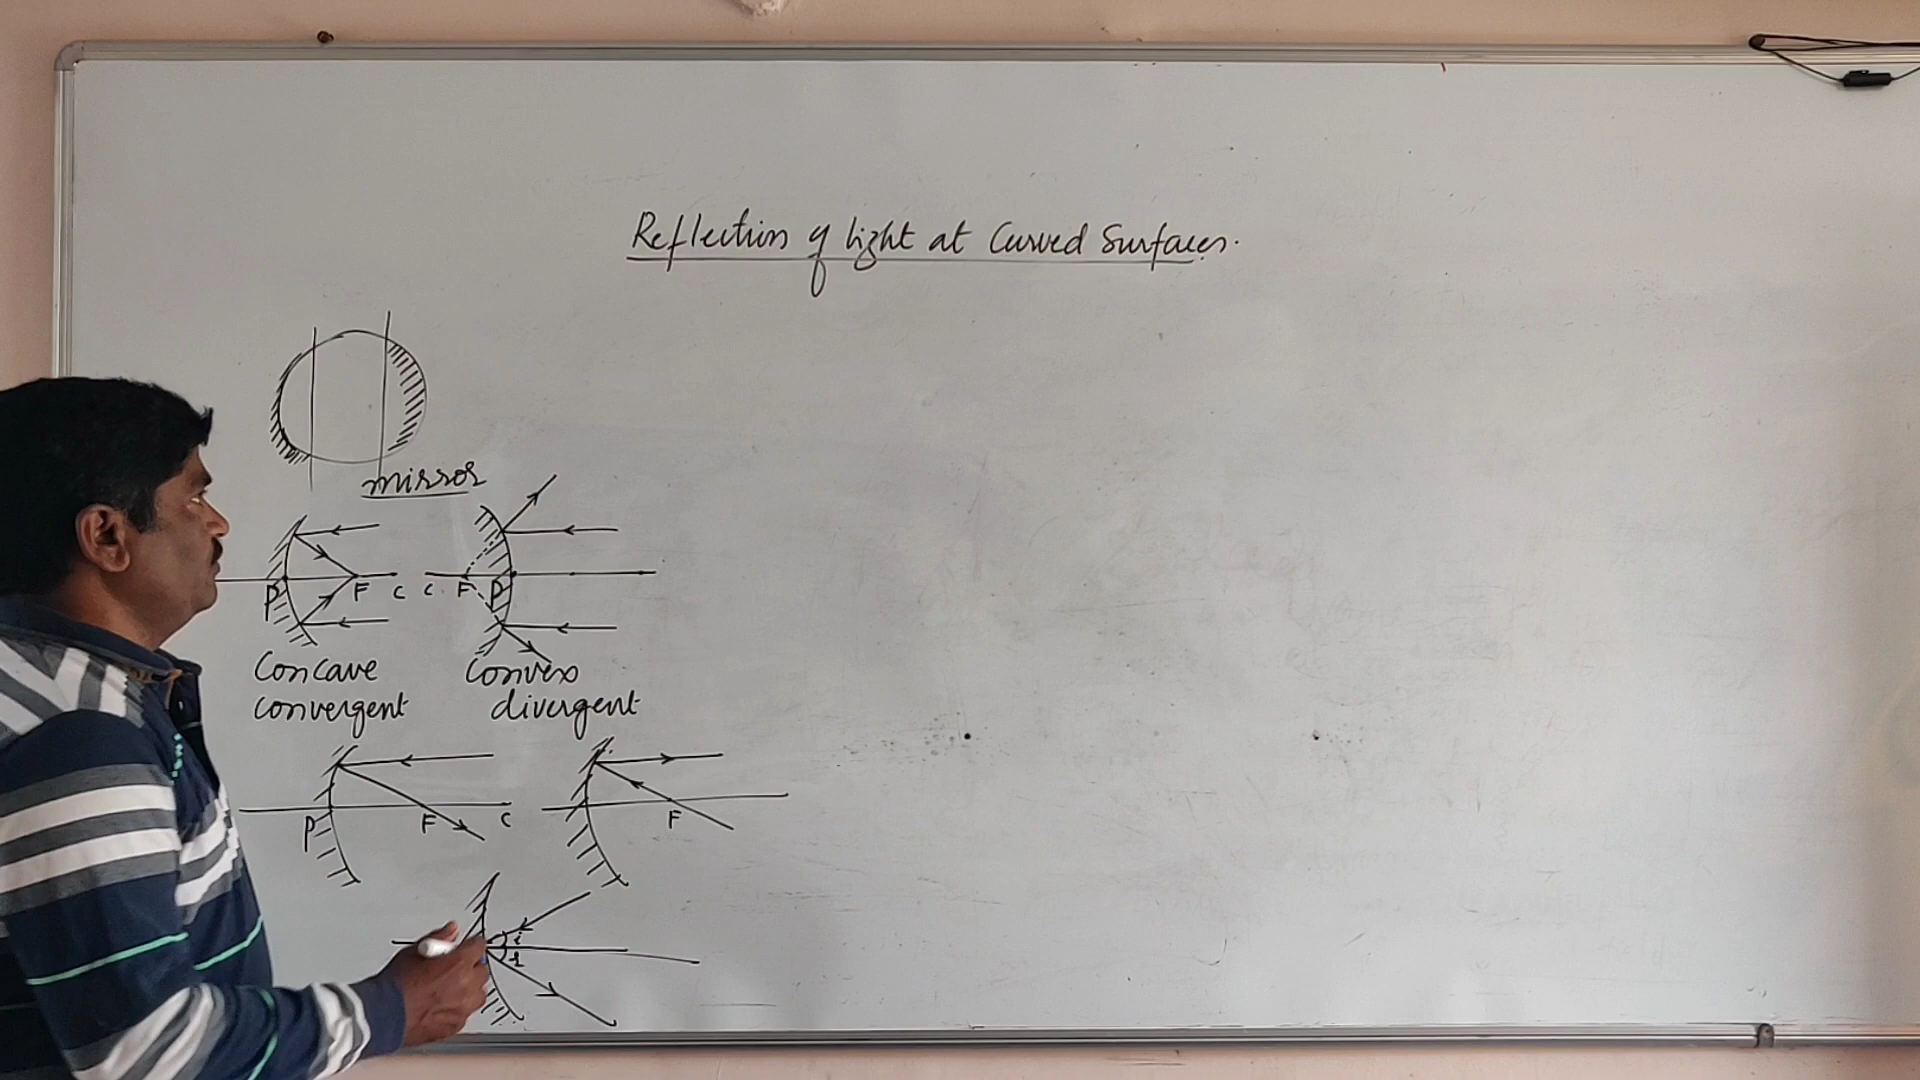 Reflection of light at Curved Surfaces.
mirror
P F C
C F P
Concave
convergent
Convex
divergent
P F C
F
i
r